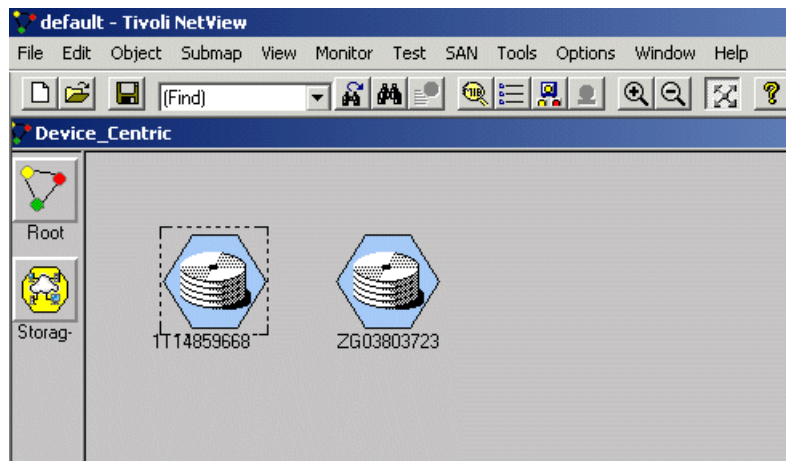 default - Tivoli NetView
File Edit Object Submap View Monitor Test SAN Tools Options Window Help
(Find)
Device_Centric
Root
Storag-
1T14859668 ZG03803723